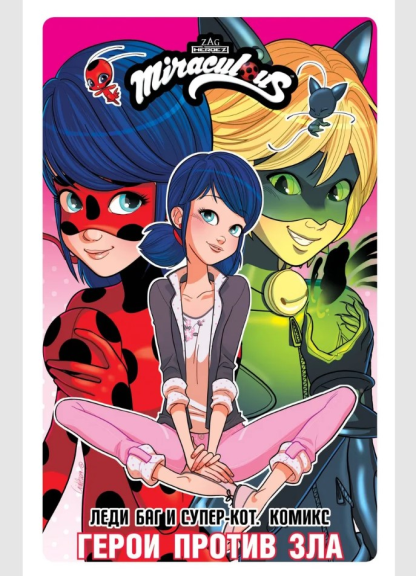 ZAG
HEROEZ
Miraculous
ЛЕДИ БАГ И СУПЕР-КОТ. КОМИКС
ГЕРОИ ПРОТИВ ЗЛА